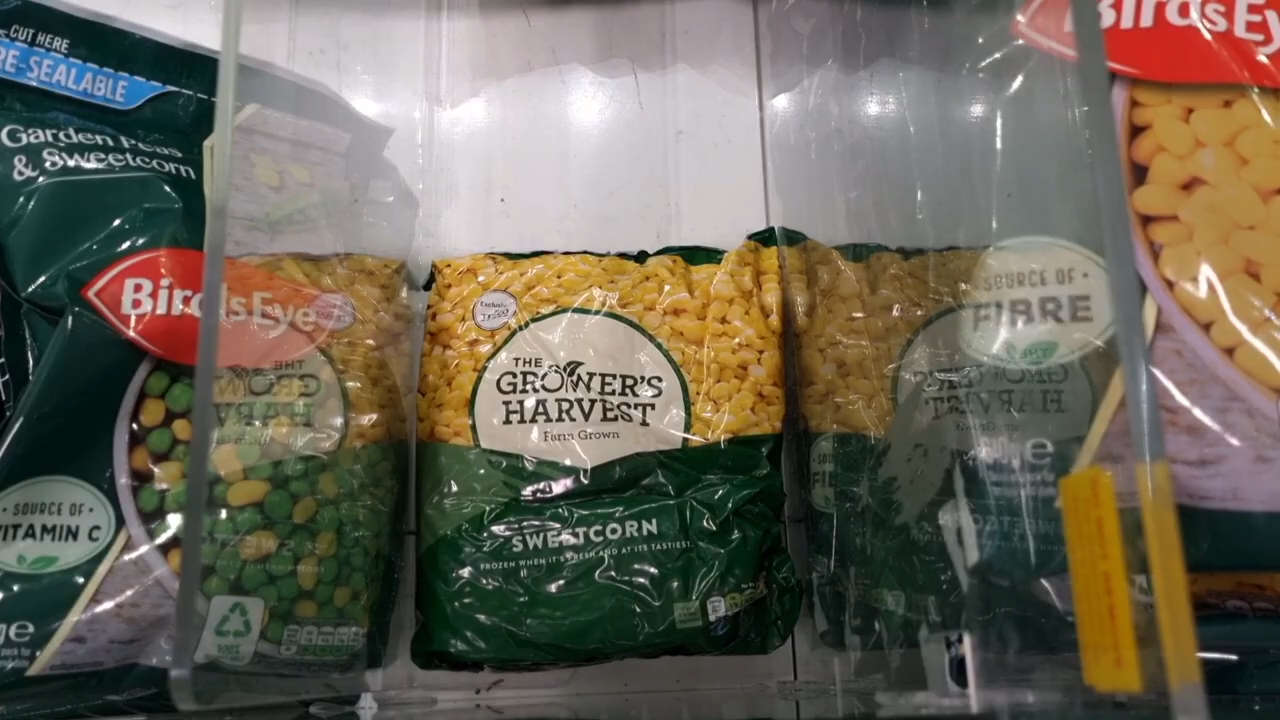 CUT HERE
RE-SEALABLE
Garden Peas
& Sweetcorn
BirdsEye
SOURCE OF
VITAMIN C
THE
GROWER'S
HARVEST
Farm Grown
SWEETCORN
FROZEN WHEN IT'S FRESH AND AT ITS TASTIEST.
BirdsEy
SOURCE OF
FIBRE